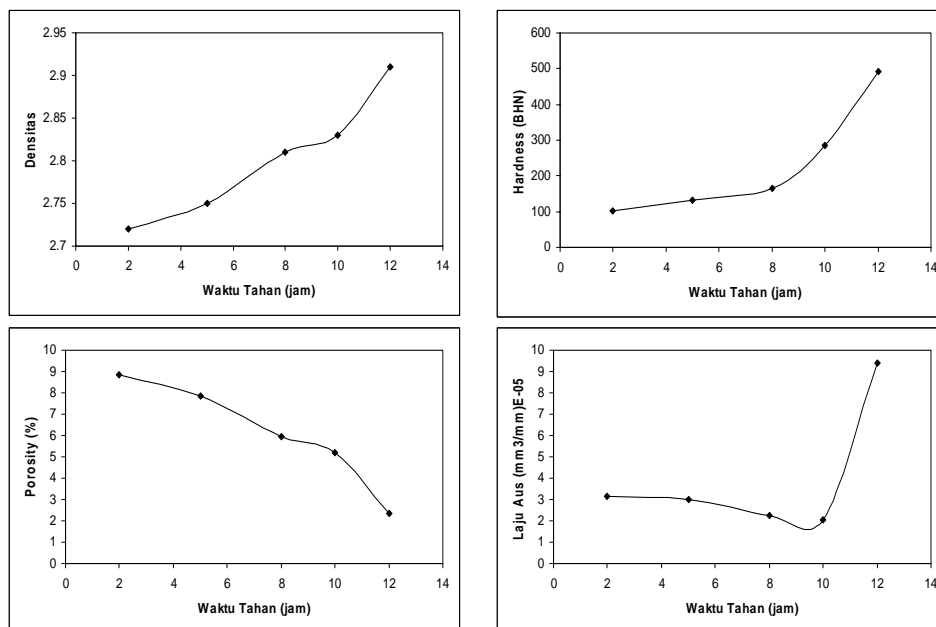 2.95
2.9
2.85
2.8
2.75
2.7
0 2 4 6 8 10 12 14
Waktu Tahan (jam)
Densitas
600
500
400
300
200
100
0
0 2 4 6 8 10 12 14
Waktu Tahan (jam)
Hardness (BHN)
10
9
8
7
6
5
4
3
2
1
0
0 2 4 6 8 10 12 14
Waktu Tahan (jam)
Porosity (%)
10
9
8
7
6
5
4
3
2
1
0
0 2 4 6 8 10 12 14
Waktu Tahan (jam)
Laju Aus (mm3/mm)E-05